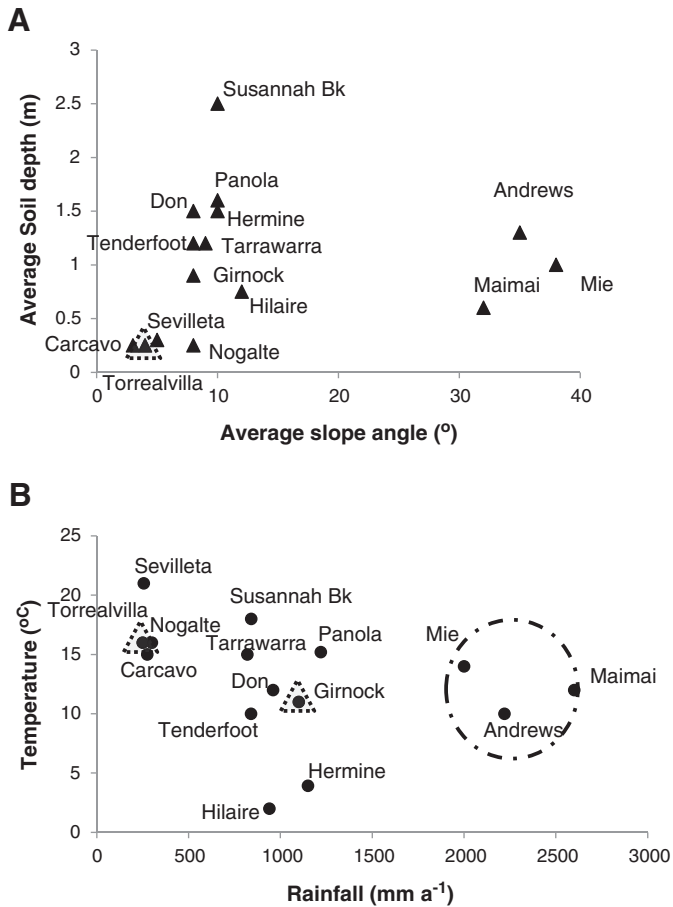 A
3
Susannah Bk
2.5
2
Panola
Andrews
Don
1.5
Hermine
Tenderfoot
Tarrawarra
1
Girnock
Maimai
Mie
Hilaire
0.5
Sevilleta
Carcavo
Nogalte
0
Torrealvilla
0 10 20 30 40
Average Soil depth (m)
Average slope angle (º)
B
25
Sevilleta
20
Torrealvilla
Nogalte
Susannah Bk
Tarrawarra
Panola
Mie
15
Carcavo
Don
Girnock
Maimai
10
Tenderfoot
Andrews
5
Hermine
Hilaire
0
0 500 1000 1500 2000 2500 3000
Temperature (ºc)
Rainfall (mm a-1)